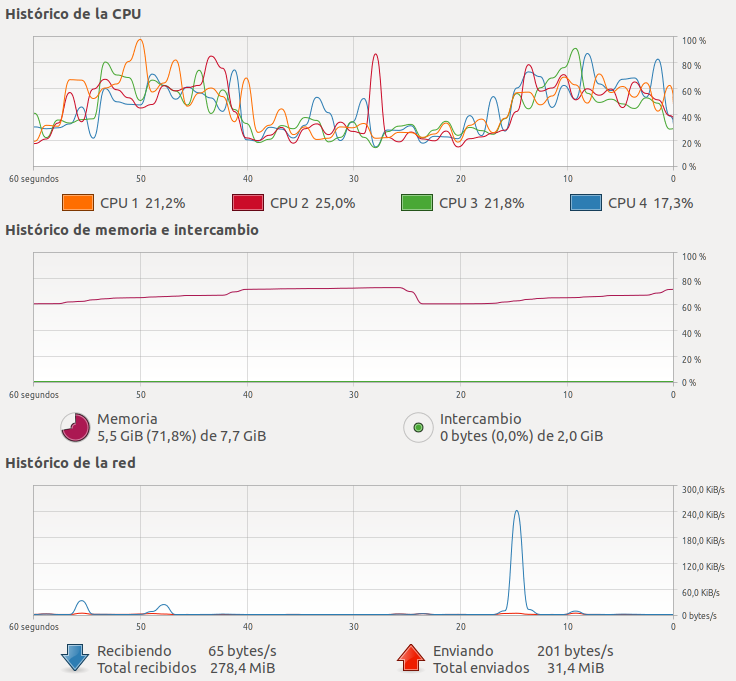 Histórico de la CPU
100 %
80 %
60 %
40 %
20 %
0 %
60 segundos 50 40 30 20 10 0
CPU 1 21,2% CPU 2 25,0% CPU 3 21,8% CPU 4 17,3%
Histórico de memoria e intercambio
100 %
80 %
60 %
40 %
20 %
0 %
60 segundos 50 40 30 20 10 0
Memoria
5,5 GiB (71,8%) de 7,7 GiB
Intercambio
0 bytes (0,0%) de 2,0 GiB
Histórico de la red
300,0 KiB/s
240,0 KiB/s
180,0 KiB/s
120,0 KiB/s
60,0 KiB/s
0 bytes/s
60 segundos 50 40 30 20 10 0
Recibiendo 65 bytes/s
Total recibidos 278,4 MiB
Enviando 201 bytes/s
Total enviados 31,4 MiB